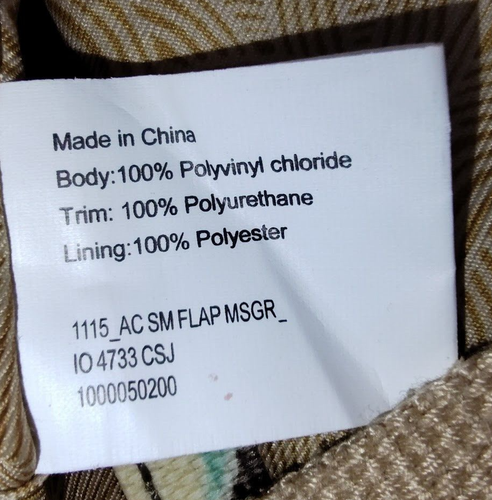 Made in China
Body:100% Polyvinyl chloride
Trim: 100% Polyurethane
Lining:100% Polyester
1115_AC SM FLAP MSGR_
IO 4733 CSJ
1000050200